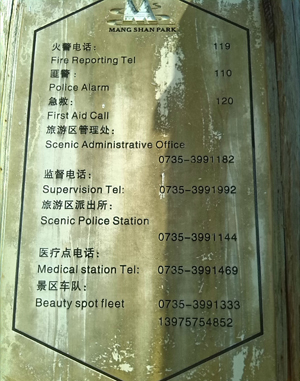 MANG SHAN PARK
火警电话: 119
Fire Reporting Tel
匪警: 110
Police Alarm
急救: 120
First Aid Call
旅游区管理处:
Scenic Administrative Office
0735-3991182
监督电话:
Supervision Tel: 0735-3991992
旅游区派出所:
Scenic Police Station
0735-3991144
医疗点电话:
Medical station Tel: 0735-3991469
景区车队:
Beauty spot fleet 0735-3991333
13975754852